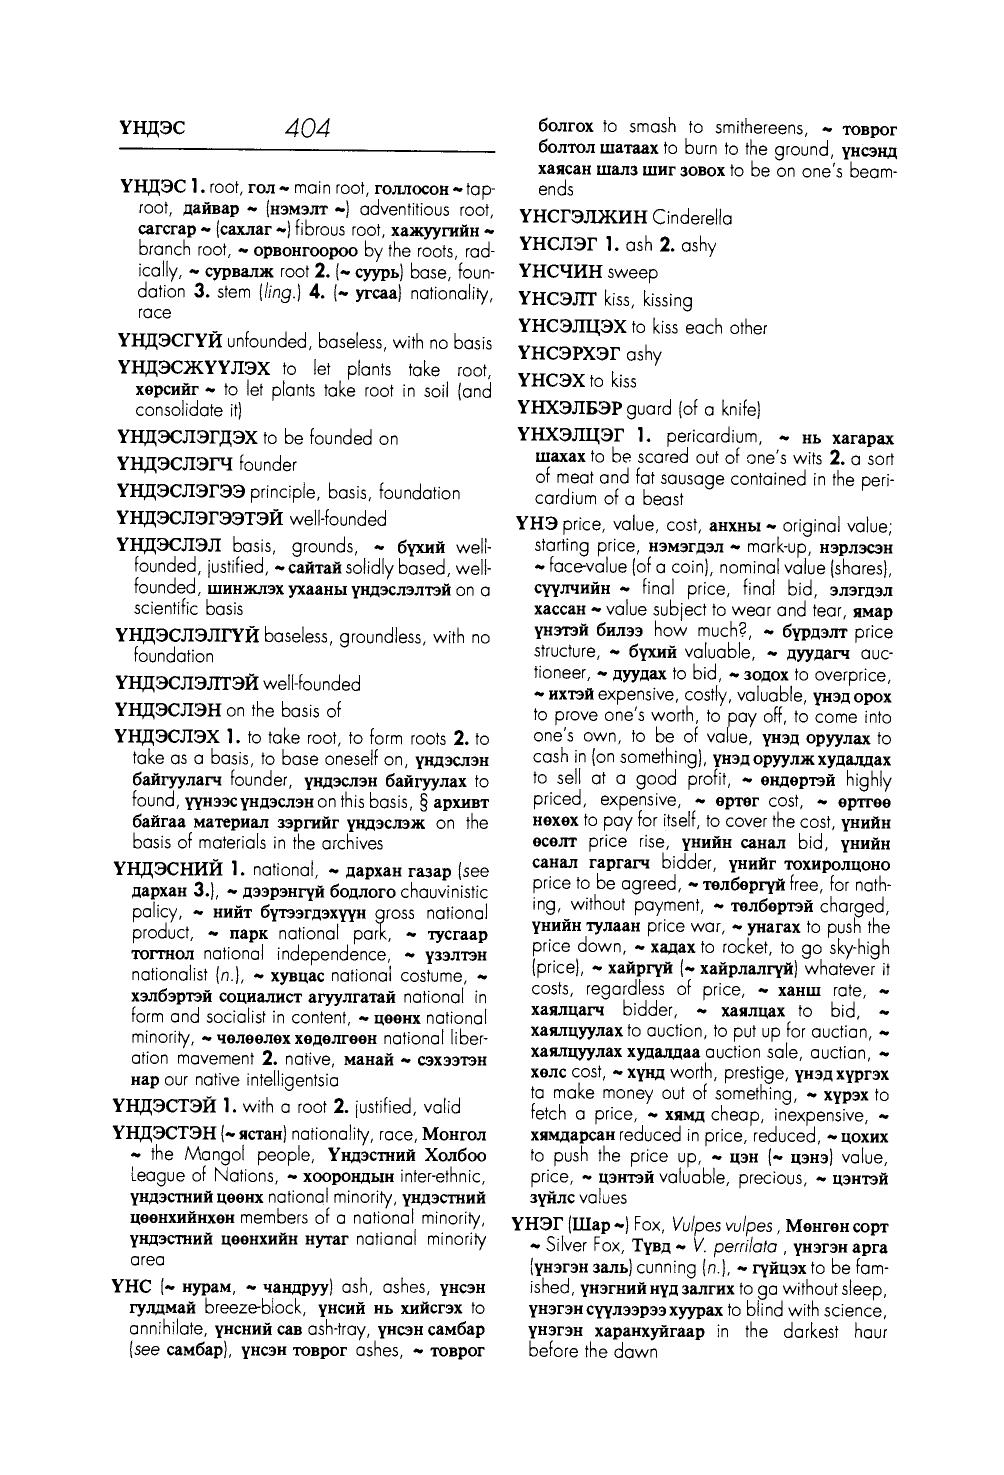 ҮНДЭС 404
ҮНДЭС 1. root, гол ~ main root, голлосон ~ tap-
root, дайвар ~ (нэмэлт ~) adventitious root,
сагсгар ~ (сахлаг ~) fibrous root, хажуугийн ~
branch root, ~ орвонгоороо by the roots, rad-
ically, ~ сурвалж root 2. (~ суурь) base, foun-
dation 3. stem (ling.) 4. (~ угсаа) nationality,
race
ҮНДЭСГҮЙ unfounded, baseless, with no basis
ҮНДЭСЖҮҮЛЭХ to let plants take root,
хөрсийг ~ to let plants take root in soil (and
consolidate it)
ҮНДЭСЛЭГДЭХ to be founded on
ҮНДЭСЛЭГЧ founder
ҮНДЭСЛЭГЭЭ principle, basis, foundation
ҮНДЭСЛЭГЭЭТЭЙ well-founded
ҮНДЭСЛЭЛ basis, grounds, ~ бүхий well-
founded, justified, ~ сайтай solidly based, well-
founded, шинжлэх ухааны үндэслэлтэй on a
scientific basis
ҮНДЭСЛЭЛГҮЙ baseless, groundless, with no
foundation
ҮНДЭСЛЭЛТЭЙ well-founded
ҮНДЭСЛЭН on the basis of
ҮНДЭСЛЭХ 1. to take root, to form roots 2. to
take as a basis, to base oneself on, үндэслэн
байгуулагч founder, үндэслэн байгуулах to
found, үүнээс үндэслэн on this basis, § архивт
байгаа материал зэргийг үндэслэж on the
basis of materials in the archives
ҮНДЭСНИЙ 1. national, ~ дархан газар (see
дархан 3.), ~ дээрэнгүй бодлого chauvinistic
policy, ~ нийт бүтээгдэхүүн gross national
product, ~ парк national park, ~ тусгаар
тогтнол national independence, ~ үзэлтэн
nationalist (n.), ~ хувцас national costume, ~
хэлбэртэй социалист агуулгатай national in
form and socialist in content, ~ цөөнх national
minority, ~ чөлөөлөх хөдөлгөөн national liber-
ation movement 2. native, манай ~ сэхээтэн
нар our native intelligentsia
ҮНДЭСТЭЙ 1. with a root 2. justified, valid
ҮНДЭСТЭН (~ ястан) nationality, race, Монгол
~ the Mongol people, Үндэстний Холбоо
League of Nations, ~ хоорондын inter-ethnic,
үндэстний цөөнх national minority, үндэстний
цөөнхийнхөн members of a national minority,
үндэстний цөөнхийн нутаг national minority
area
ҮНС (~ нурам, ~ чандруу) ash, ashes, үнсэн
гулдмай breeze-block, үнсий нь хийсгэх to
annihilate, үнсний сав ash-tray, үнсэн самбар
(see самбар), үнсэн товрог ashes, ~ товрог
болгох to smash to smithereens, ~ товрог
болтол шатаах to burn to the ground, үнсэнд
хаясан шалз шиг зовох to be on one's beam-
ends
ҮНСГЭЛЖИН Cinderella
ҮНСЛЭГ 1. ash 2. ashy
ҮНСЧИН sweep
ҮНСЭЛТ kiss, kissing
ҮНСЭЛЦЭХ to kiss each other
ҮНСЭРХЭГ ashy
ҮНСЭХ to kiss
ҮНХЭЛБЭР guard (of a knife)
ҮНХЭЛЦЭГ 1. pericardium, ~ нь хагарах
шахах to be scared out of one's wits 2. a sort
of meat and fat sausage contained in the peri-
cardium of a beast
ҮНЭ price, value, cost, анхны ~ original value;
starting price, нэмэгдэл ~ mark-up, нэрлэсэн
~ face-value (of a coin), nominal value (shares),
сүүлчийн ~ final price, final bid, элэгдэл
хассан ~ value subject to wear and tear, ямар
үнэтэй билээ how much?, ~ бүрдэлт price
structure, ~ бүхий valuable, ~ дуудагч auc-
tioneer, ~ дуудах to bid, ~ зодох to overprice,
~ ихтэй expensive, costly, valuable, үнэд орох
to prove one's worth, to pay off, to come into
one's own, to be of value, үнэд оруулах to
cash in (on something), үнэд оруулж худалдах
to sell at a good profit, ~ өндөртэй highly
priced, expensive, ~ өртөг cost, ~ өртгөө
нөхөх to pay for itself, to cover the cost, үнийн
өсөлт price rise, үнийн санал bid, үнийн
санал гаргагч bidder, үнийг тохиролцоно
price to be agreed, ~ төлбөргүй free, for noth-
ing, without payment, ~ төлбөртэй charged,
үнийн тулаан price war, ~ унагах to push the
price down, ~ хадах to rocket, to go sky-high
(price), ~ хайргүй (~ хайрлалгүй) whatever it
costs, regardless of price, ~ ханш rate, ~
хаялцагч bidder, ~ хаялцах to bid, ~
хаялцуулах to auction, to put up for auction, ~
хаялцуулах худалдаа auction sale, auction, ~
хөлс cost, ~ хүнд worth, prestige, үнэд хүргэх
to make money out of something, ~ хүрэх to
fetch a price, ~ хямд cheap, inexpensive, ~
хямдарсан reduced in price, reduced, ~ цохих
to push the price up, ~ цэн (~ цэнэ) value,
price, ~ цэнтэй valuable, precious, ~ цэнтэй
зүйлс values
ҮНЭГ (Шар ~) Fox, Vulpes vulpes, Мөнгөн сорт
~ Silver Fox, Түвд ~ V. perrilata , үнэгэн арга
(үнэгэн заль) cunning (n.), ~ гүйцэх to be fam-
ished, үнэгний нүд залгих to go without sleep,
үнэгэн сүүлээрээ хуурах to blind with science,
үнэгэн харанхуйгаар in the darkest hour
before the dawn